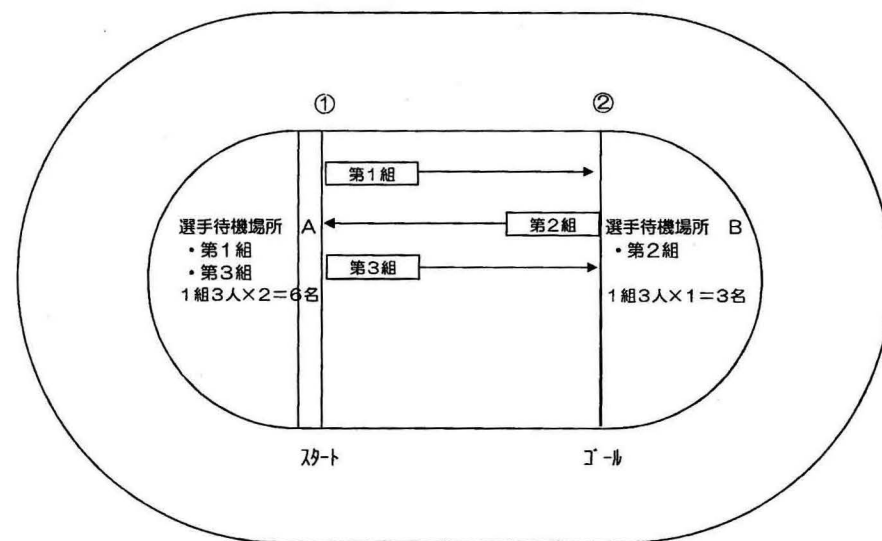 ① ②
第1組
第2組
第3組
選手待機場所 A
・第1組
・第3組
1組3人×2=6名
選手待機場所 B
・第2組
1組3人×1=3名
スタート ゴール